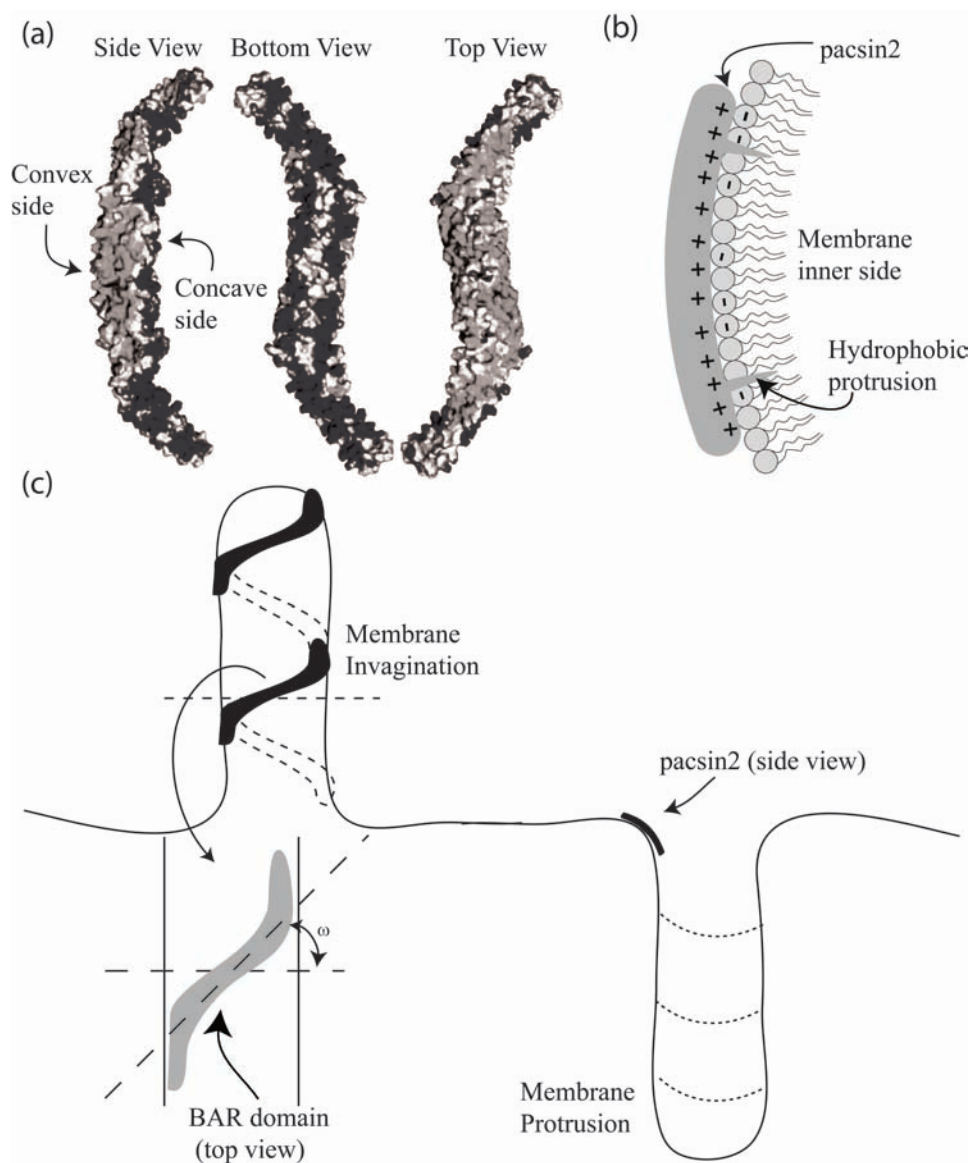 (a)
Side View
Bottom View
Top View
Convex
side
Concave
side
(b)
pacsin2
+
+
+
+
+
+
+
+
+
+
+
+
-
-
-
-
-
-
-
Membrane
inner side
Hydrophobic
protrusion
(c)
Membrane
Invagination
pacsin2 (side view)
ω
BAR domain
(top view)
Membrane
Protrusion